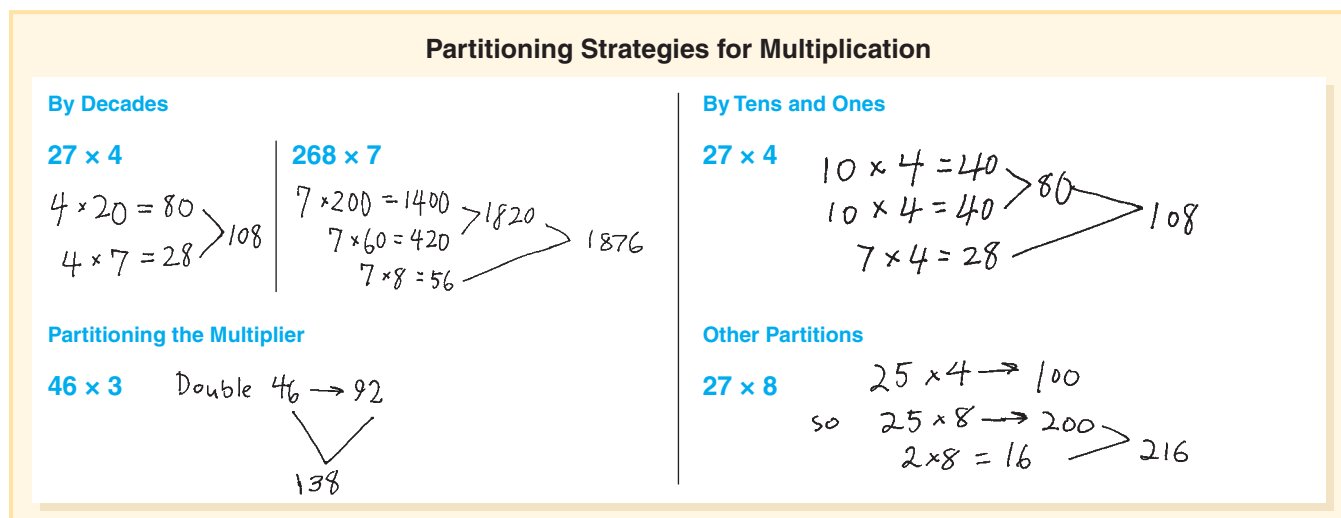 Partitioning Strategies for Multiplication
By Decades
27 × 4
4 × 20 = 80
4 × 7 = 28
108
268 × 7
7 × 200 = 1400
7 × 60 = 420
1820
7 × 8 = 56
1876
By Tens and Ones
27 × 4
10 × 4 = 40
10 × 4 = 40
80
7 × 4 = 28
108
Partitioning the Multiplier
46 × 3
Double 46 → 92
138
Other Partitions
27 × 8
25 × 4 → 100
so 25 × 8 → 200
2 × 8 = 16
216